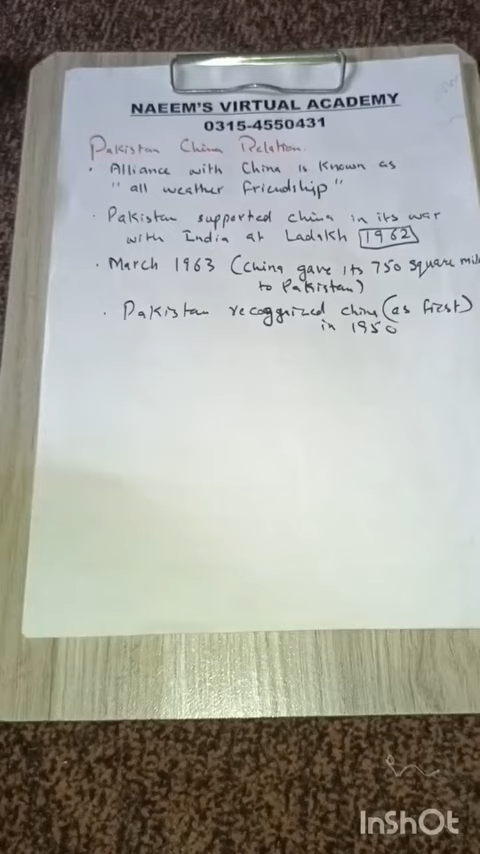 NAEEM'S VIRTUAL ACADEMY
0315-4550431
Pakistan China Relation.
• Alliance with China is known as
"all weather friendship"
• Pakistan supported china in its war
with India at Ladakh 1962
• March 1963 (China gave its 750 square mile
to Pakistan)
• Pakistan recognized china (as first)
in 1950
InShOt